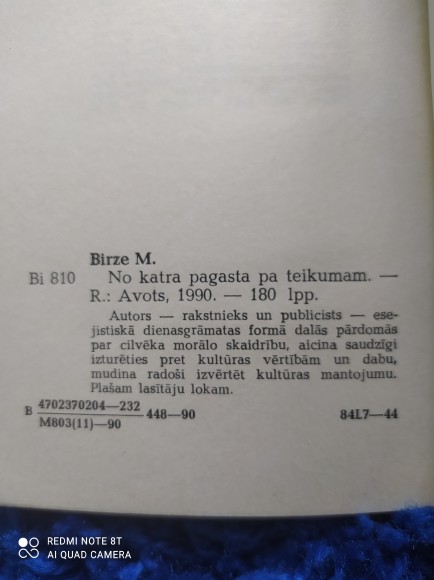 Birze M.
Bi 810 No katra pagasta pa teikumam. —
R.: Avots, 1990. — 180 lpp.
Autors — rakstnieks un publicists — ese-
jistiskā dienasgrāmatas formā dalās pārdomās
par cilvēka morālo skaidrību, aicina saudzīgi
izturēties pret kultūras vērtībām un dabu,
mudina radoši izvērtēt kultūras mantojumu.
Plašam lasītāju lokam.
B 4702370204—232
M803(11)—90 448—90 84L7—44
REDMI NOTE 8T
AI QUAD CAMERA